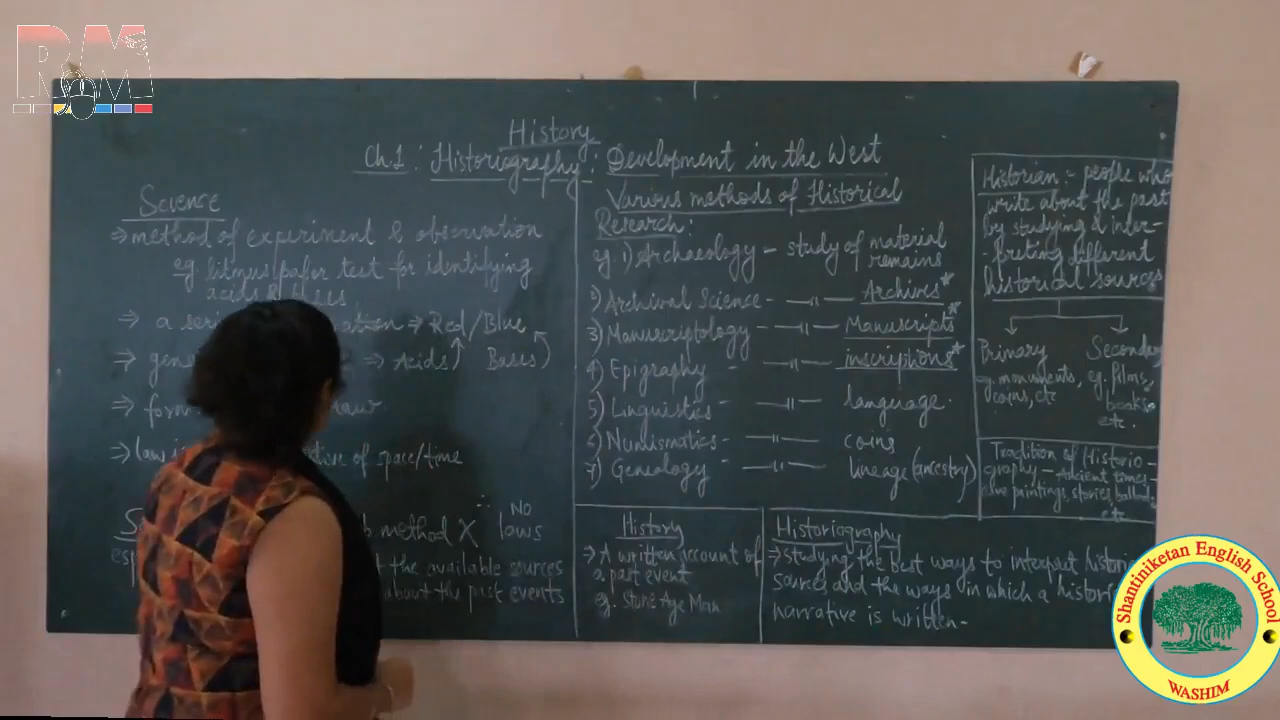 RM
History
Ch.1 : Historiography : Development in the West
Science
⇒ method of experiment & observation
eg litmus paper test for identifying
acids
⇒ a ⇒ Red/Blue
⇒ ⇒ Acids Bases
⇒
⇒ law of space/time
∴ NO
method X laws
the available sources
about the past events
Various methods of Historical
Research:
eg. 1) Archaeology - study of material
remains
2) Archival Science - —ıı— Archives*
3) Manuscriptology - —ıı— Manuscripts*
4) Epigraphy - —ıı— inscriptions*
5) Linguistics - —ıı— language
6) Numismatics - —ıı— coins
7) Genealogy - —ıı— lineage (ancestry)
History
⇒ A written account of
a past event
eg. Stone Age Man
Historiography
⇒ studying the best ways to interpret
sources and the ways in which a
narrative is written-
Historian :- people who
write about the past
by studying & inter-
-preting different
historical sources
Primary
eg. monuments,
coins, etc
Secondary
eg. films,
books
etc.
Tradition of Historio-
graphy - Ancient times-
cave paintings, stories, ballads,
etc
Shantiniketan English School
WASHIM